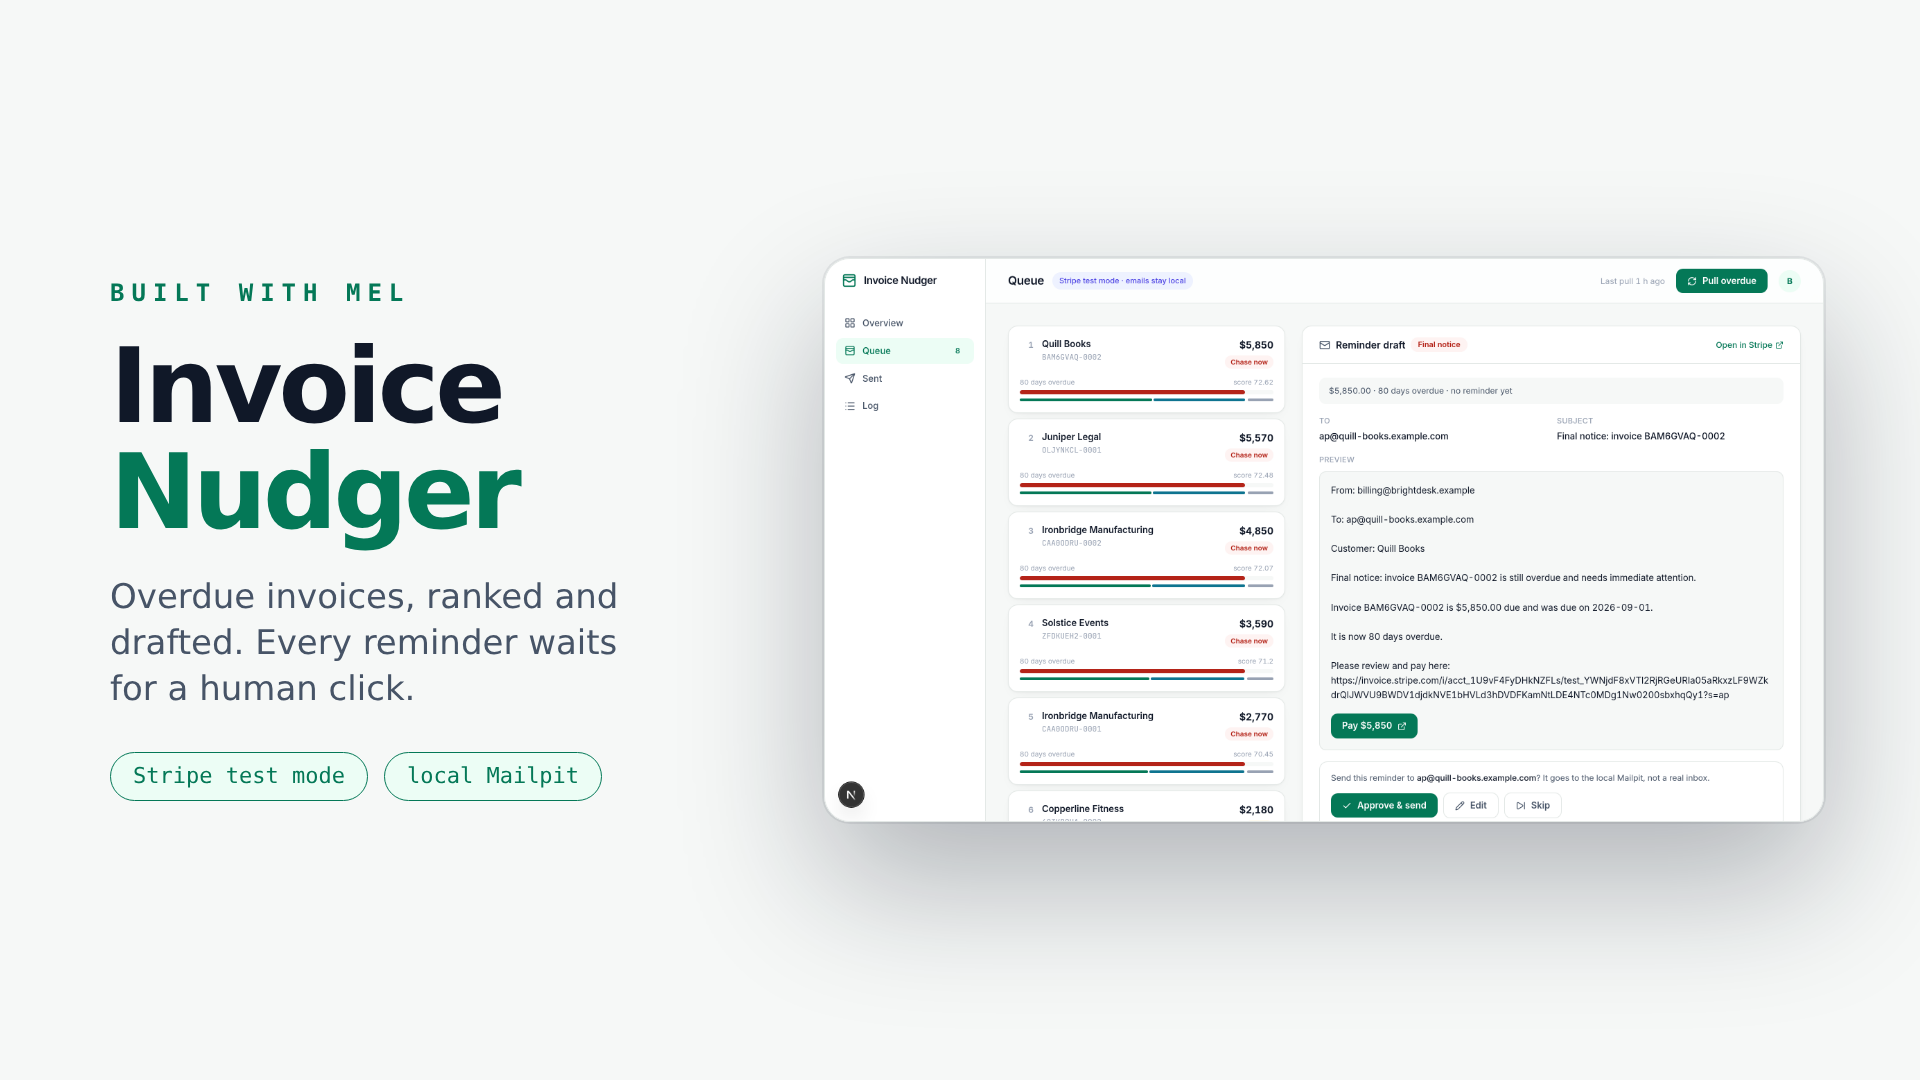 BUILT WITH MEL
Invoice
Nudger
Overdue invoices, ranked and
drafted. Every reminder waits
for a human click.
Stripe test mode
local Mailpit
Invoice Nudger
Overview
Queue 8
Sent
Log
N
Queue
Stripe test mode · emails stay local
Last pull 1 h ago
Pull overdue
B
1 Quill Books $5,850
BAM6GVAQ-0002 Chase now
80 days overdue score 72.62
2 Juniper Legal $5,570
Chase now
80 days overdue score 72.48
3 Ironbridge Manufacturing $4,850
Chase now
80 days overdue score 72.07
4 Solstice Events $3,590
Chase now
80 days overdue score 71.2
5 Ironbridge Manufacturing $2,770
Chase now
80 days overdue score 70.45
6 Copperline Fitness $2,180
Reminder draft
Final notice
Open in Stripe
$5,850.00 · 80 days overdue · no reminder yet
TO
ap@quill-books.example.com
SUBJECT
Final notice: invoice BAM6GVAQ-0002
PREVIEW
From: billing@brightdesk.example
To: ap@quill-books.example.com
Customer: Quill Books
Final notice: invoice BAM6GVAQ-0002 is still overdue and needs immediate attention.
Invoice BAM6GVAQ-0002 is $5,850.00 due and was due on 2026-09-01.
It is now 80 days overdue.
Please review and pay here:
Pay $5,850
Send this reminder to ap@quill-books.example.com? It goes to the local Mailpit, not a real inbox.
Approve & send
Edit
Skip